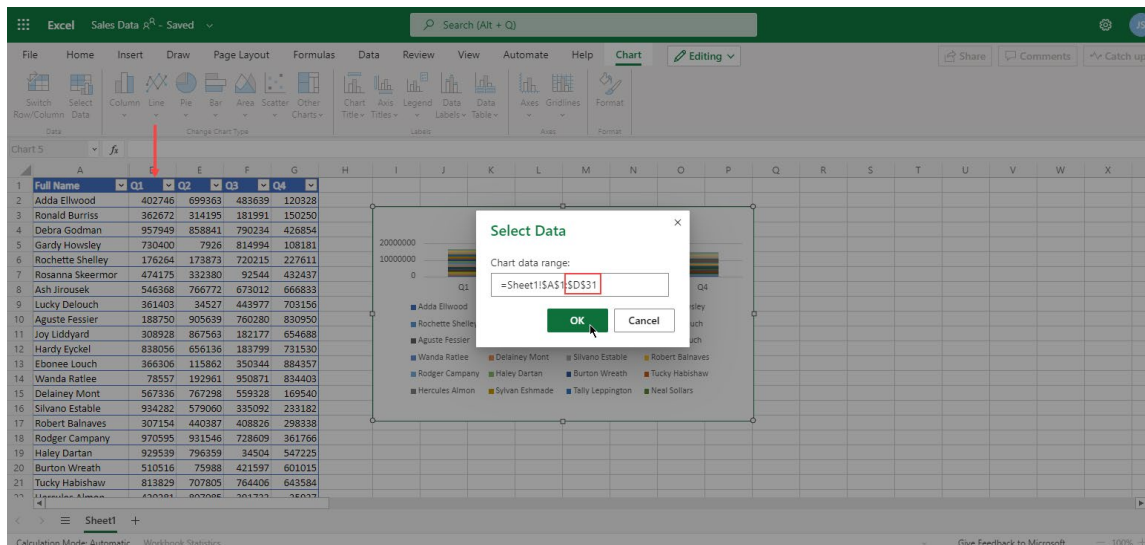 Excel Sales Data - Saved
Search (Alt + Q)
JS
File Home Insert Draw Page Layout Formulas Data Review View Automate Help Chart Editing Share Comments Catch up
Switch Row/Column Select Data Column Line Pie Bar Area Scatter Other Charts Chart Title Axis Titles Legend Data Labels Data Table Axes Gridlines Format
Data Change Chart Type Labels Axes Format
Chart 5 fx
A D E F G H I J K L M N O P Q R S T U V W X
1 Full Name Q1 Q2 Q3 Q4
2 Adda Ellwood 402746 699363 483639 120328
3 Ronald Burriss 362672 314195 181991 150250
4 Debra Godman 957949 858841 790234 426854
5 Gardy Howsley 730400 7926 814994 108181
6 Rochette Shelley 176264 173873 720215 227611
7 Rosanna Skeermor 474175 332380 92544 432437
8 Ash Jirousek 546368 766772 673012 666833
9 Lucky Delouch 361403 34527 443977 703156
10 Aguste Fessier 188750 905639 760280 830950
11 Joy Liddyard 308928 867563 182177 654688
12 Hardy Eyckel 838056 656136 183799 731530
13 Ebonee Louch 366306 115862 350344 884357
14 Wanda Ratlee 78557 192961 950871 834403
15 Delainey Mont 567336 767298 559328 169540
16 Silvano Estable 934282 579060 335092 233182
17 Robert Balnaves 307154 440387 408826 298338
18 Rodger Campany 970595 931546 728609 361766
19 Haley Dartan 929539 796359 34504 547225
20 Burton Wreath 510516 75988 421597 601015
21 Tucky Habishaw 813829 707805 764406 643584
20000000
10000000
0
Q1 Q4
Adda Ellwood
Rochette Shelley
Aguste Fessier
Wanda Ratlee Delainey Mont Silvano Estable Robert Balnaves
Rodger Campany Haley Dartan Burton Wreath Tucky Habishaw
Hercules Almon Sylvan Eshmade Tally Leppington Neal Sollars
Select Data
Chart data range:
=Sheet1!$A$1:$D$31
OK Cancel
Sheet1
Calculation Mode: Automatic Workbook Statistics Give Feedback to Microsoft 100%